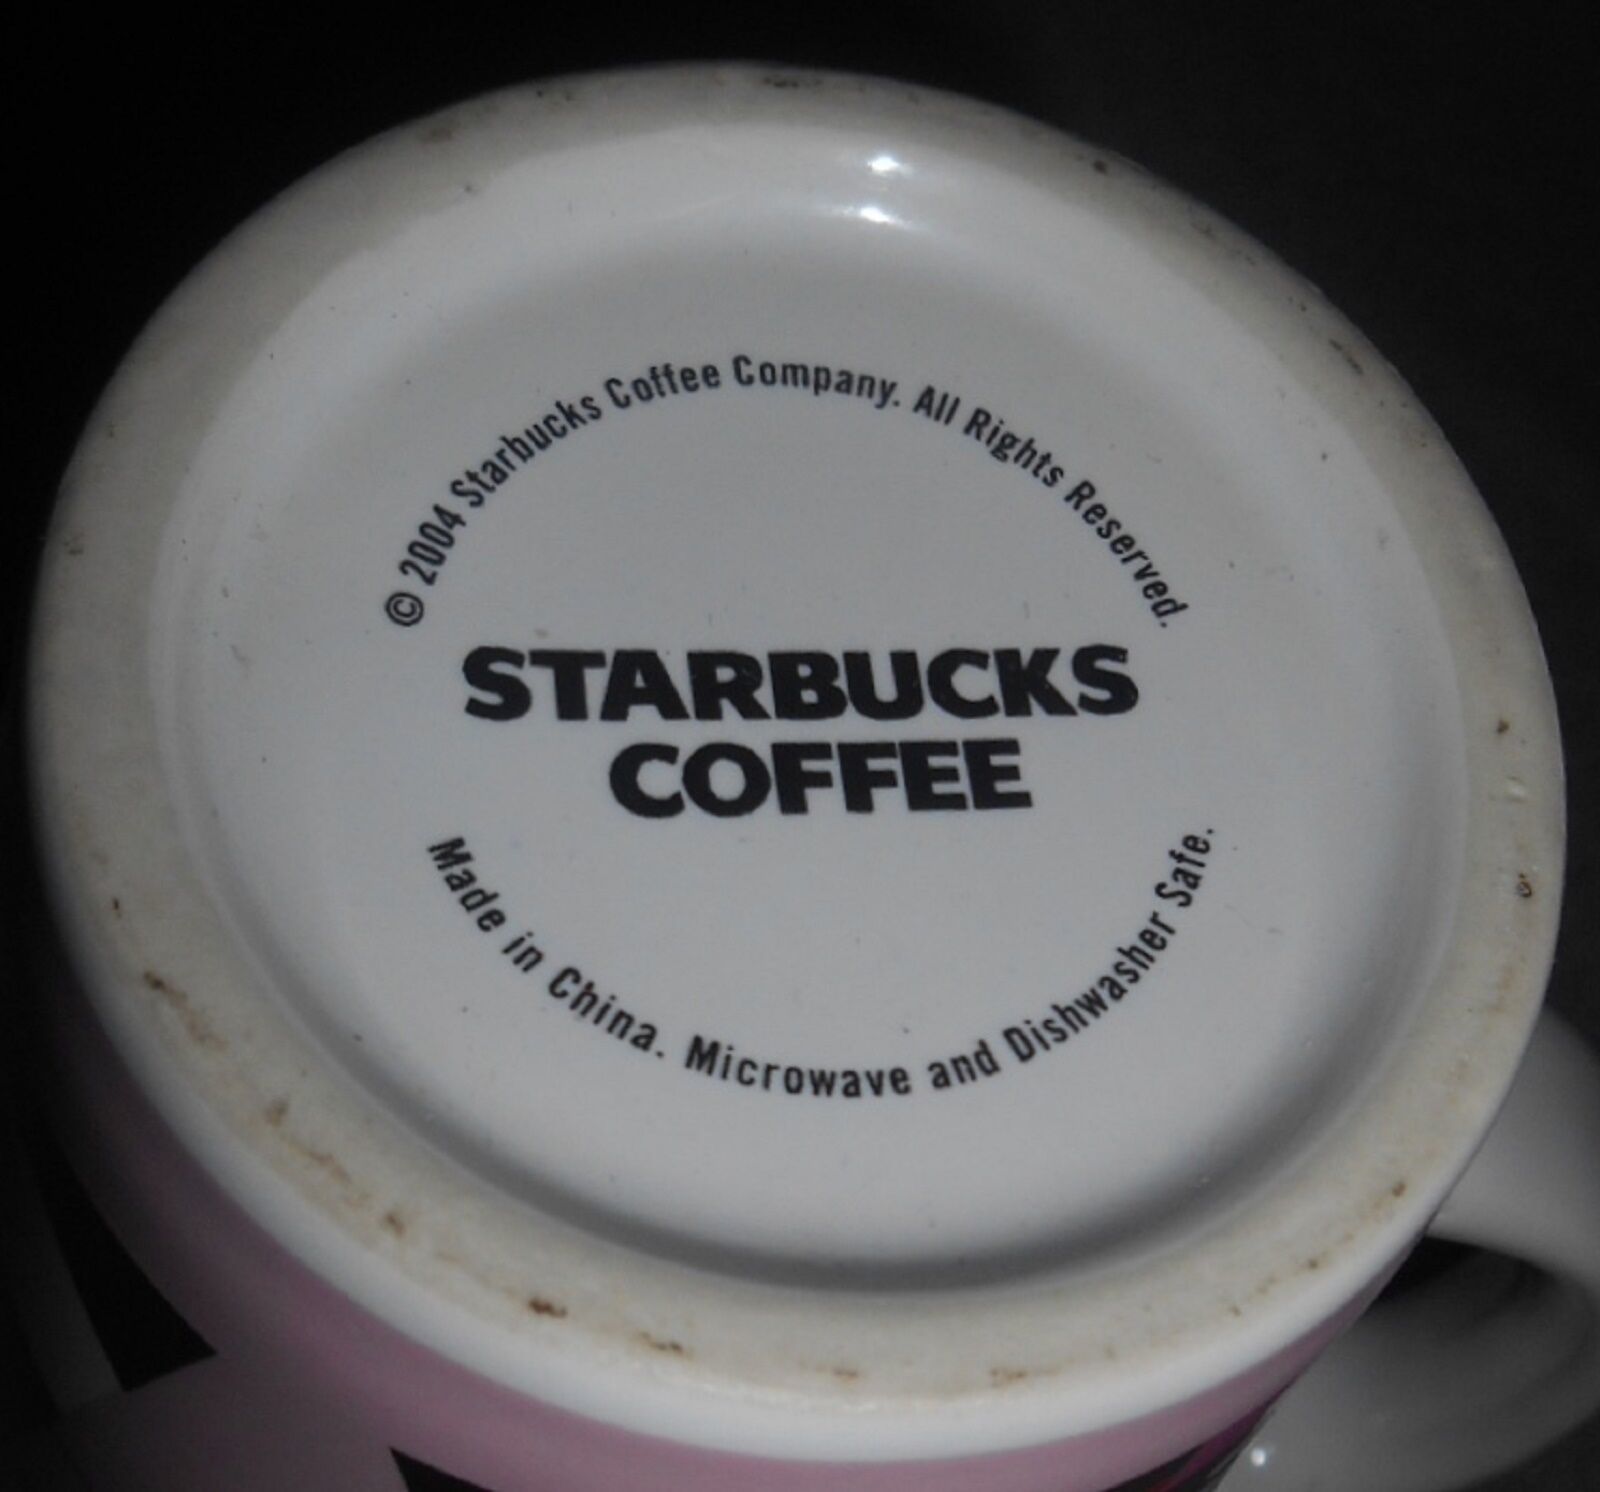 © 2004 Starbucks Coffee Company. All Rights Reserved.
STARBUCKS
COFFEE
Made in China. Microwave and Dishwasher Safe.